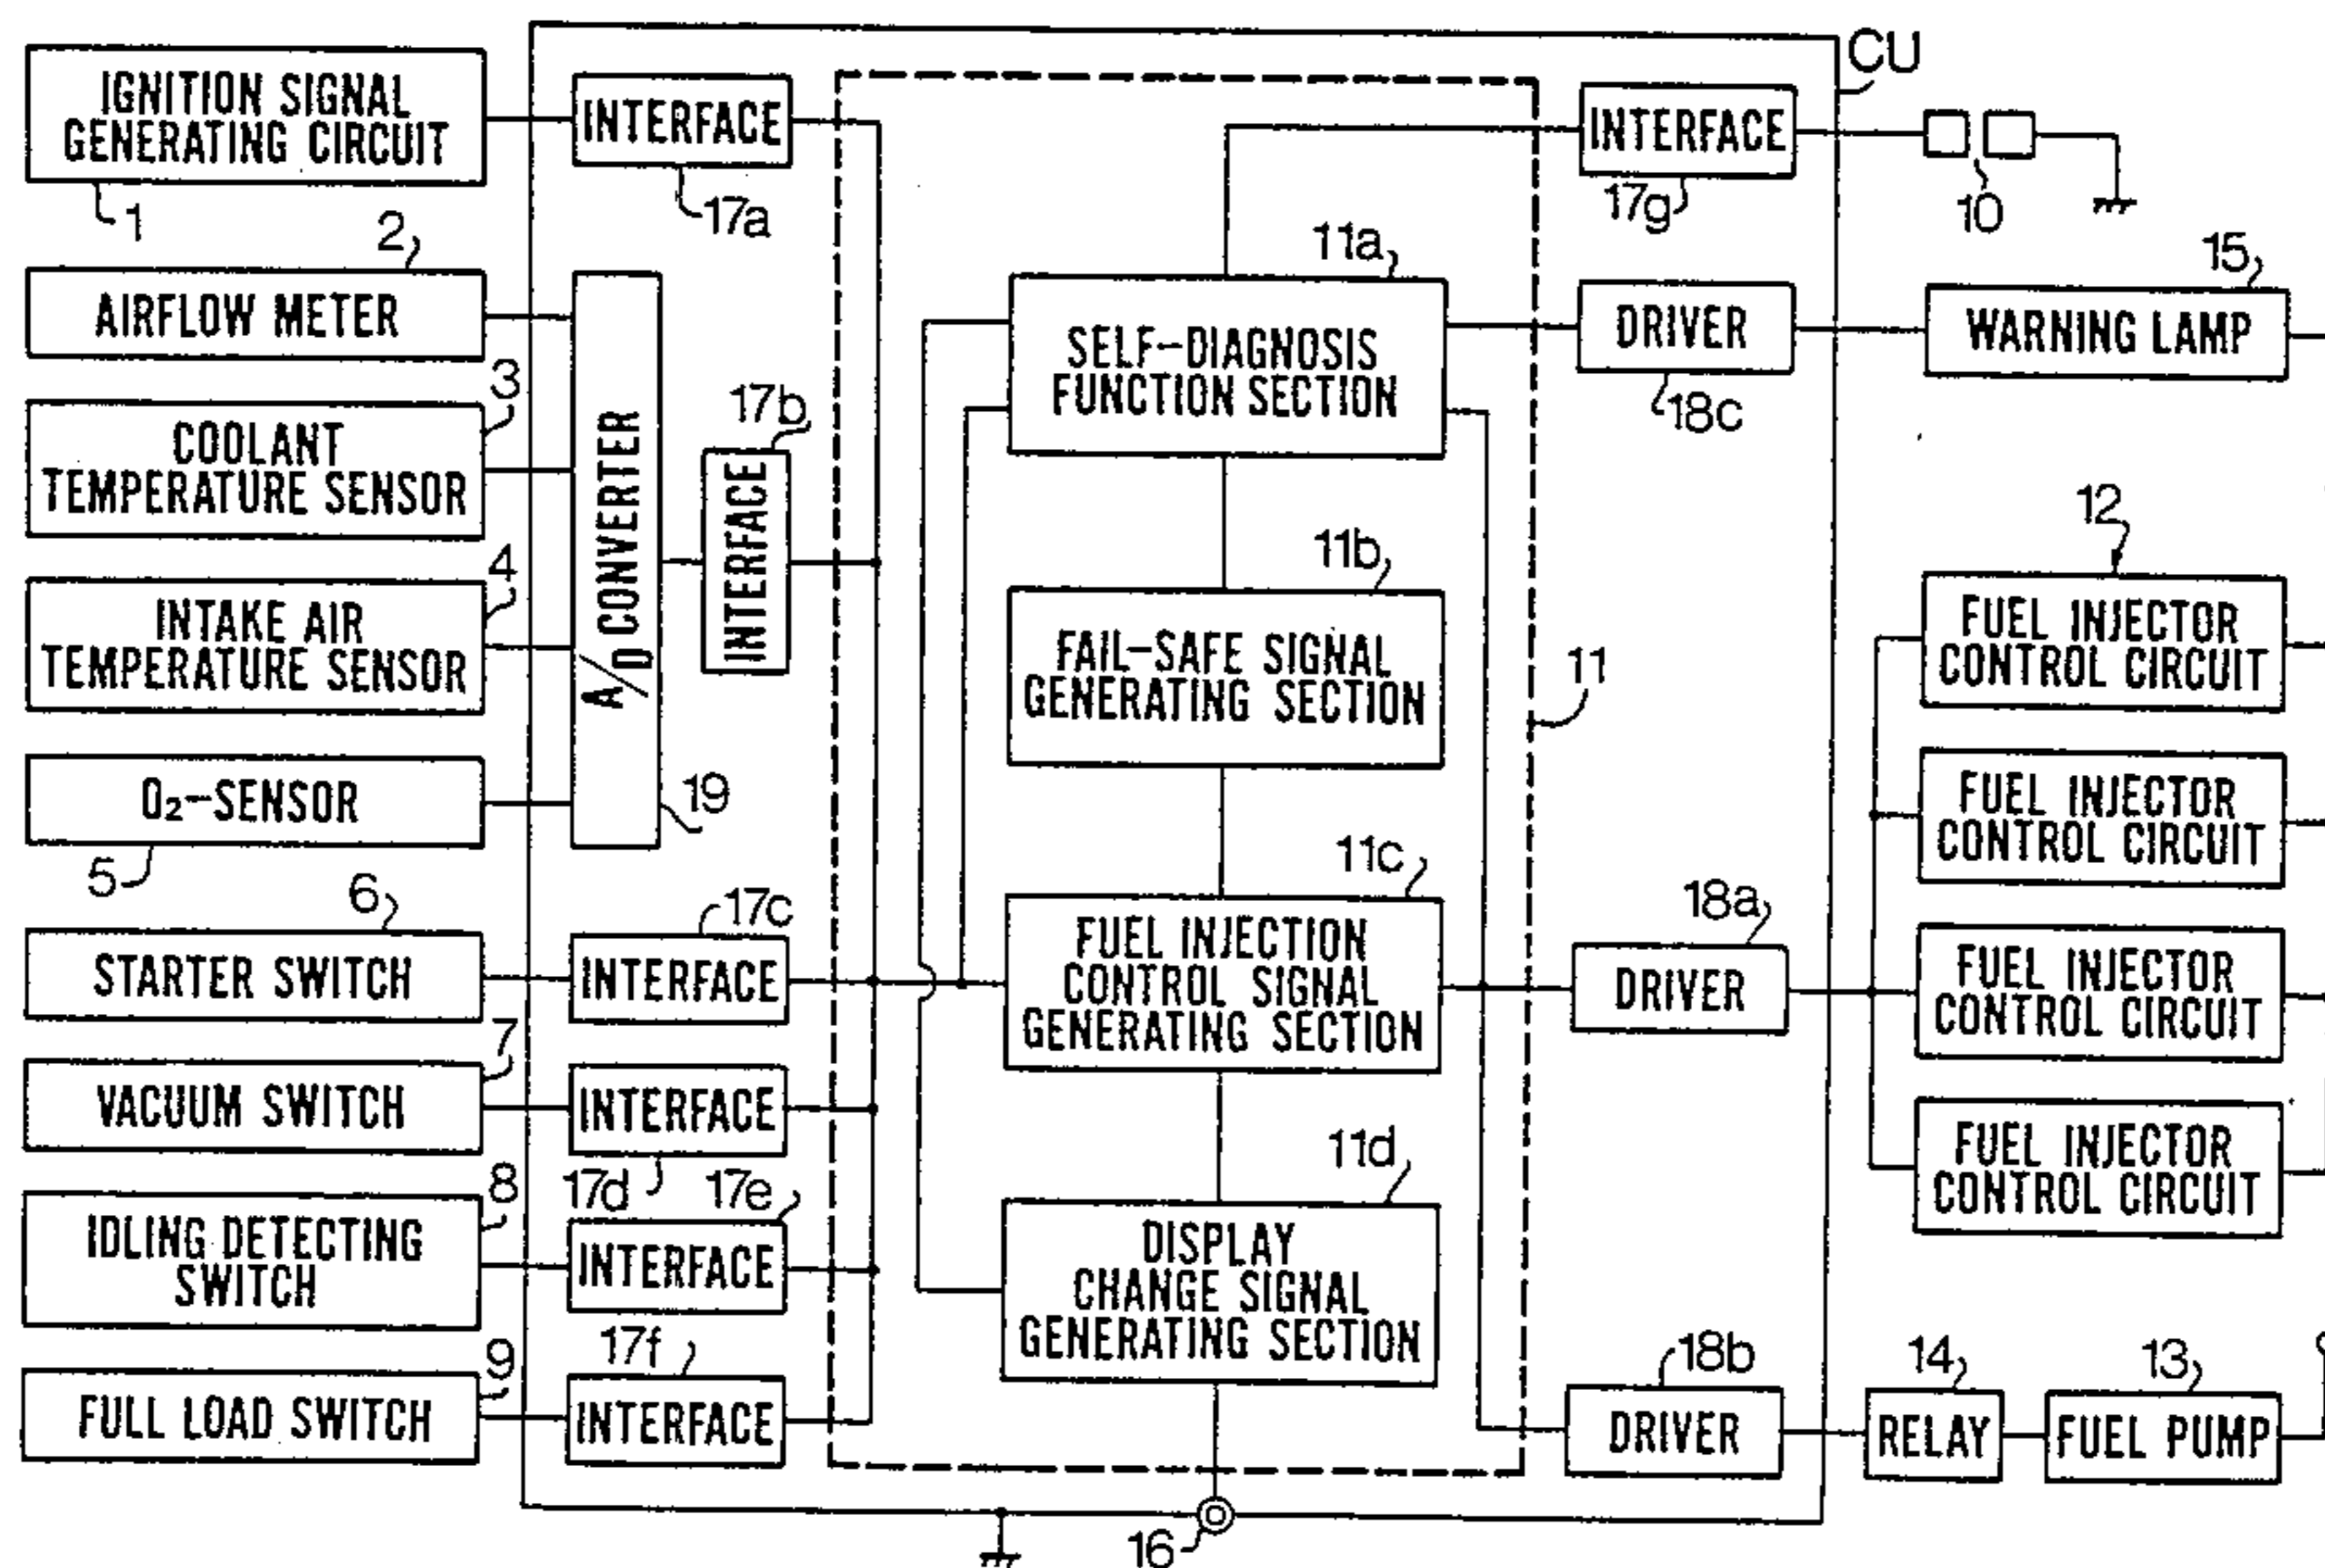 IGNITION SIGNAL
GENERATING CIRCUIT
1
INTERFACE
17a
CU
INTERFACE
17g
10
2
AIRFLOW METER
3
COOLANT
TEMPERATURE SENSOR
4
INTAKE AIR
TEMPERATURE SENSOR
O₂-SENSOR
5
A/D CONVERTER
19
17b
INTERFACE
11a
SELF-DIAGNOSIS
FUNCTION SECTION
DRIVER
18c
15
WARNING LAMP
11b
FAIL-SAFE SIGNAL
GENERATING SECTION
11
12
FUEL INJECTOR
CONTROL CIRCUIT
FUEL INJECTOR
CONTROL CIRCUIT
FUEL INJECTOR
CONTROL CIRCUIT
FUEL INJECTOR
CONTROL CIRCUIT
6
STARTER SWITCH
17c
INTERFACE
11c
FUEL INJECTION
CONTROL SIGNAL
GENERATING SECTION
18a
DRIVER
7
VACUUM SWITCH
INTERFACE
17d
8
IDLING DETECTING
SWITCH
17e
INTERFACE
11d
DISPLAY
CHANGE SIGNAL
GENERATING SECTION
9
FULL LOAD SWITCH
17f
INTERFACE
18b
DRIVER
14
RELAY
13
FUEL PUMP
16